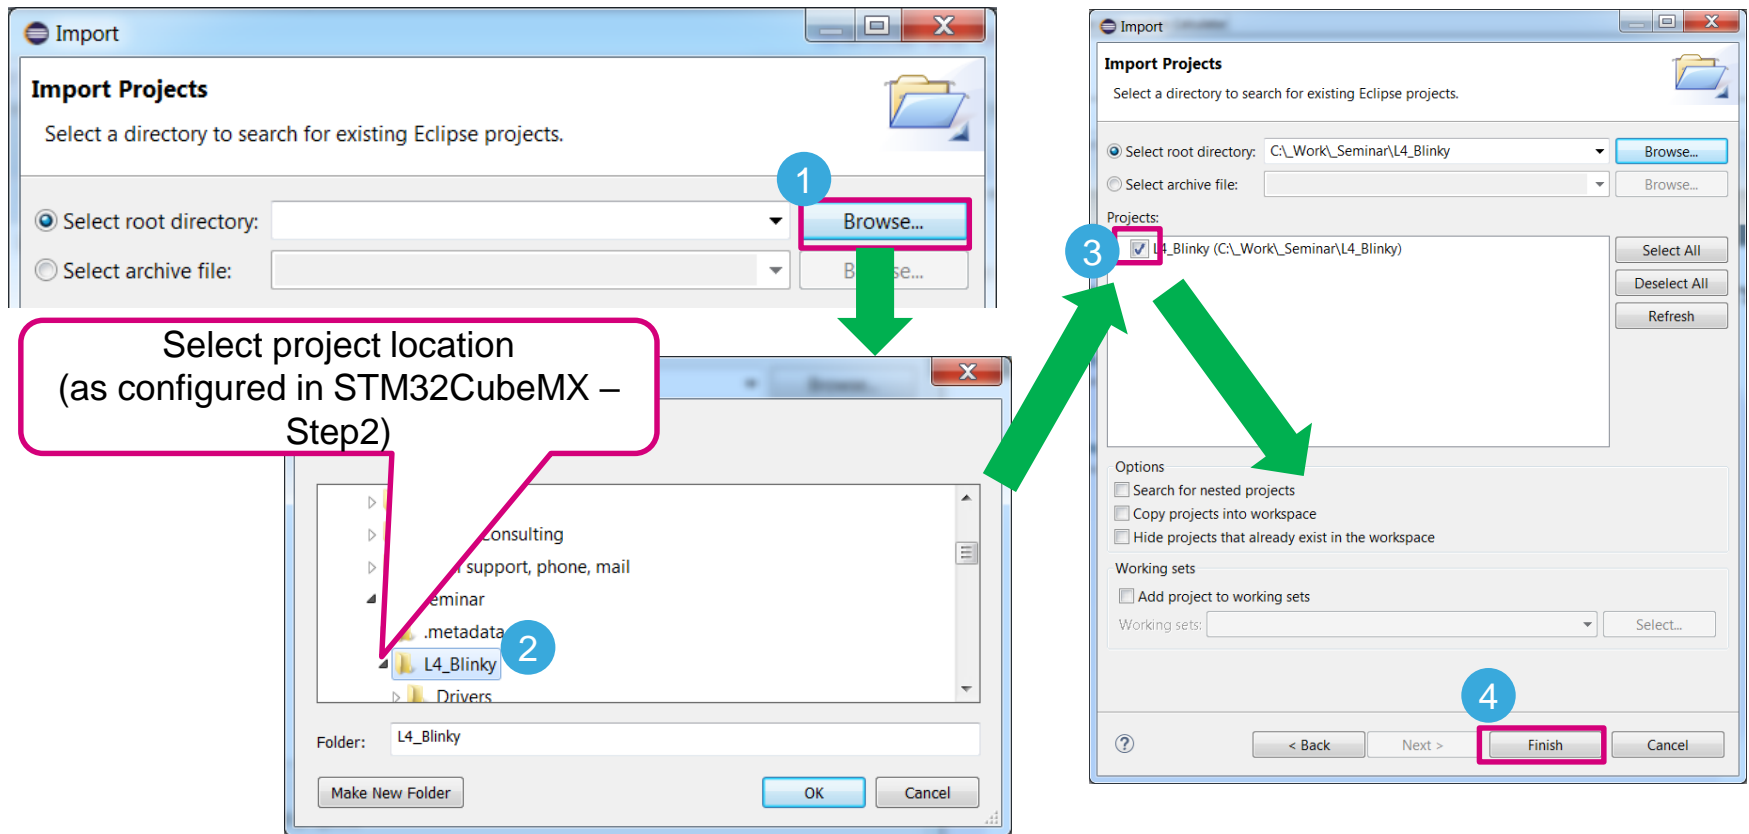 Import
Import Projects
Select a directory to search for existing Eclipse projects.
1
Select root directory:
Browse...
Select archive file:
Select project location
(as configured in STM32CubeMX –
Step2)
support, phone, mail
.metadata
2
L4_Blinky
Drivers
Folder: L4_Blinky
Make New Folder
OK
Cancel
Import
Import Projects
Select a directory to search for existing Eclipse projects.
Select root directory: C:\_Work\_Seminar\L4_Blinky
Browse...
Select archive file:
Browse...
Projects:
3
L4_Blinky (C:\_Work\_Seminar\L4_Blinky)
Select All
Deselect All
Refresh
Options
Search for nested projects
Copy projects into workspace
Hide projects that already exist in the workspace
Working sets
Add project to working sets
Working sets:
Select...
4
?
< Back
Next >
Finish
Cancel